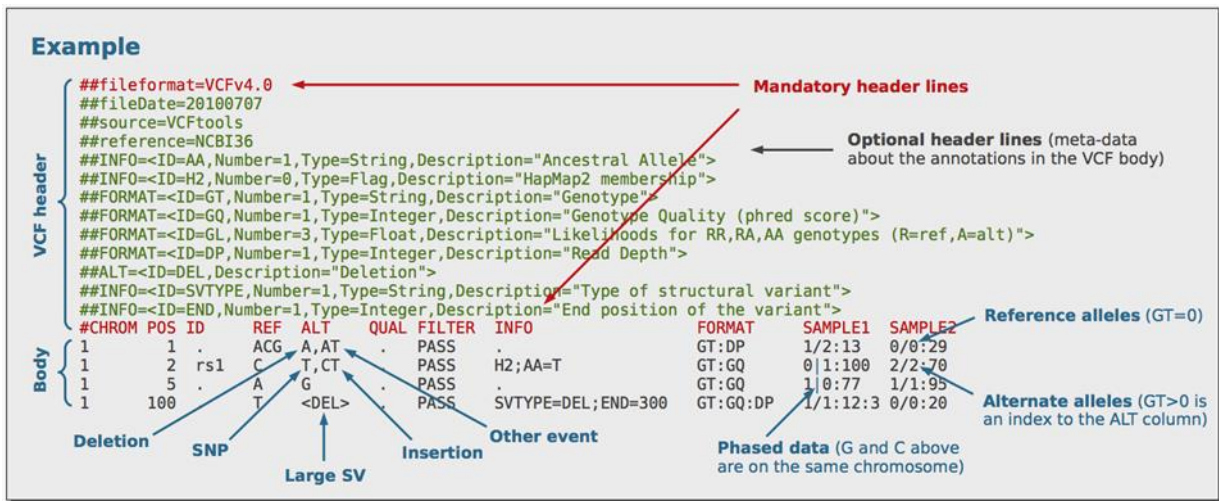 Example
##fileformat=VCFv4.0
Mandatory header lines
##fileDate=20100707
##source=VCFtools
##reference=NCBI36
Optional header lines (meta-data
about the annotations in the VCF body)
##INFO=<ID=AA,Number=1,Type=String,Description="Ancestral Allele">
##INFO=<ID=H2,Number=0,Type=Flag,Description="HapMap2 membership">
##FORMAT=<ID=GT,Number=1,Type=String,Description="Genotype">
##FORMAT=<ID=GQ,Number=1,Type=Integer,Description="Genotype Quality (phred score)">
##FORMAT=<ID=GL,Number=3,Type=Float,Description="Likelihoods for RR,RA,AA genotypes (R=ref,A=alt)">
##FORMAT=<ID=DP,Number=1,Type=Integer,Description="Read Depth">
##ALT=<ID=DEL,Description="Deletion">
##INFO=<ID=SVTYPE,Number=1,Type=String,Description="Type of structural variant">
##INFO=<ID=END,Number=1,Type=Integer,Description="End position of the variant">
VCF header
#CHROM POS ID REF ALT QUAL FILTER INFO FORMAT SAMPLE1 SAMPLE2
1 1 . ACG A,AT . PASS . GT:DP 1/2:13 0/0:29
1 2 rs1 C T,CT . PASS H2;AA=T GT:GQ 0|1:100 2/2:70
1 5 . A G . PASS . GT:GQ 1|0:77 1/1:95
1 100 T <DEL> . PASS SVTYPE=DEL;END=300 GT:GQ:DP 1/1:12:3 0/0:20
Body
Reference alleles (GT=0)
Alternate alleles (GT>0 is
an index to the ALT column)
Deletion
SNP
Large SV
Insertion
Other event
Phased data (G and C above
are on the same chromosome)